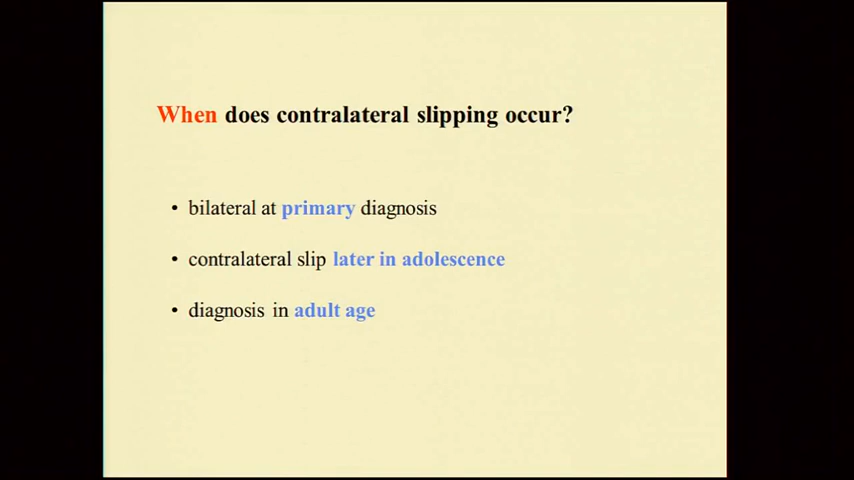 When does contralateral slipping occur?
• bilateral at primary diagnosis
• contralateral slip later in adolescence
• diagnosis in adult age